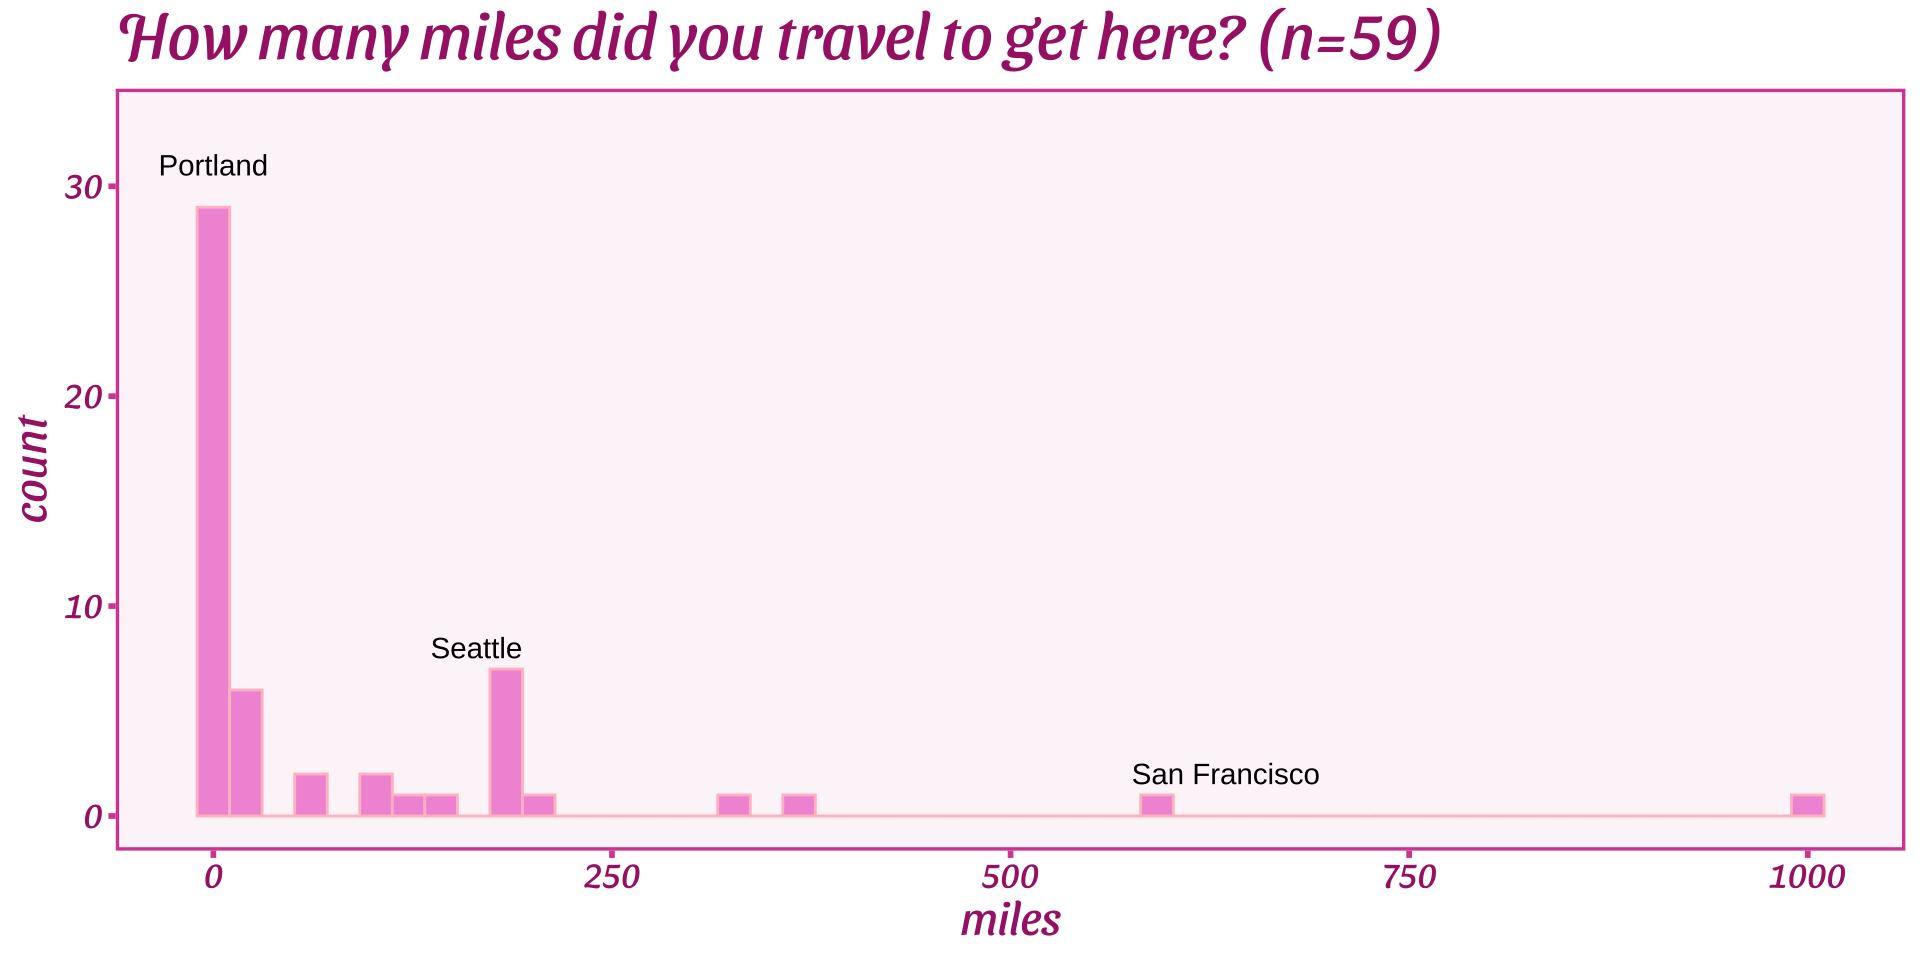 How many miles did you travel to get here? (n=59)
Portland
30
20
count
10
Seattle
San Francisco
0
0 250 500 750 1000
miles